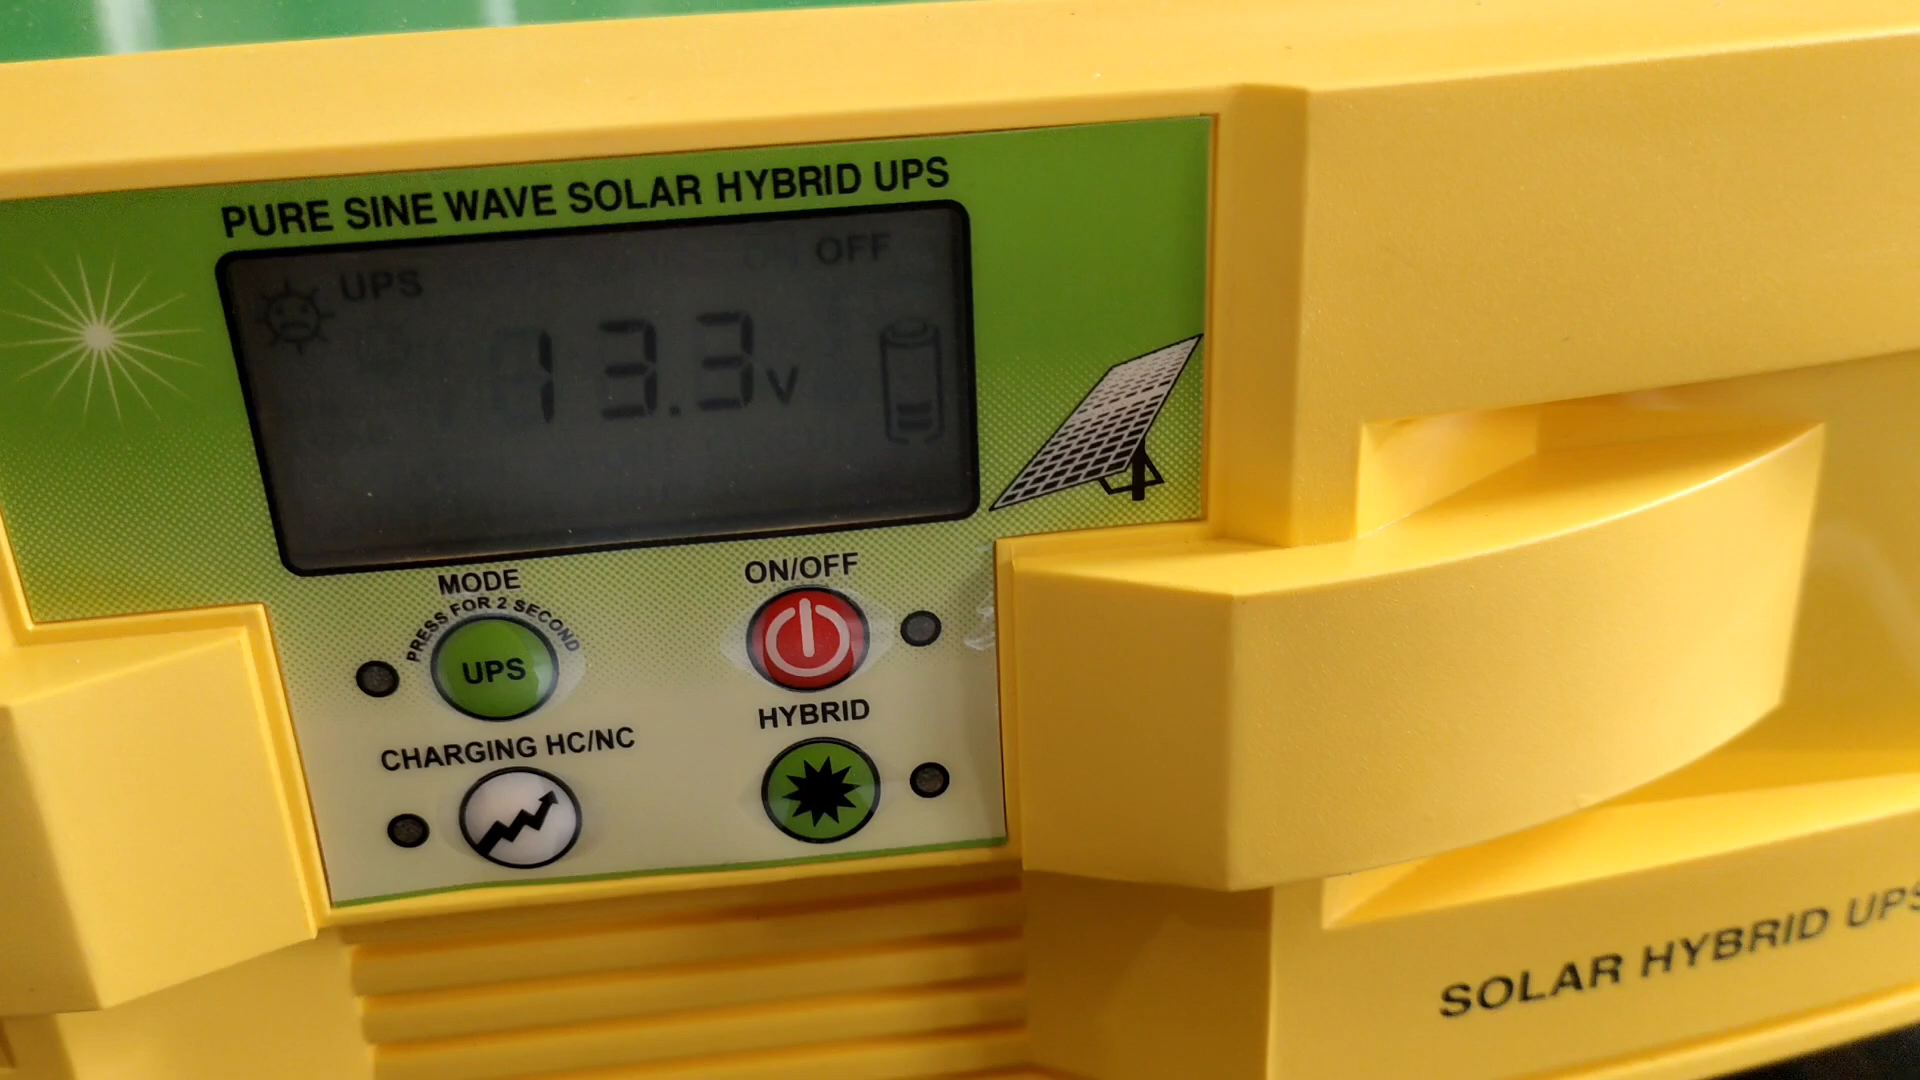 PURE SINE WAVE SOLAR HYBRID UPS
UPS OFF
13.3V
MODE
PRESS FOR 2 SECOND
UPS
ON/OFF
CHARGING HC/NC
HYBRID
SOLAR HYBRID UPS